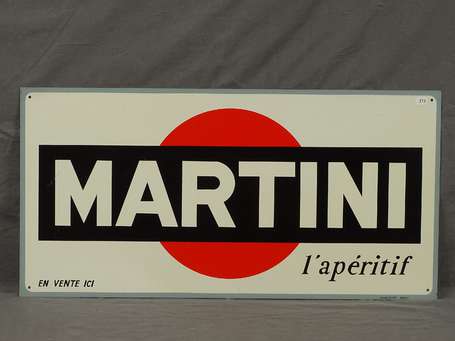 MARTINI
l'apéritif
EN VENTE ICI